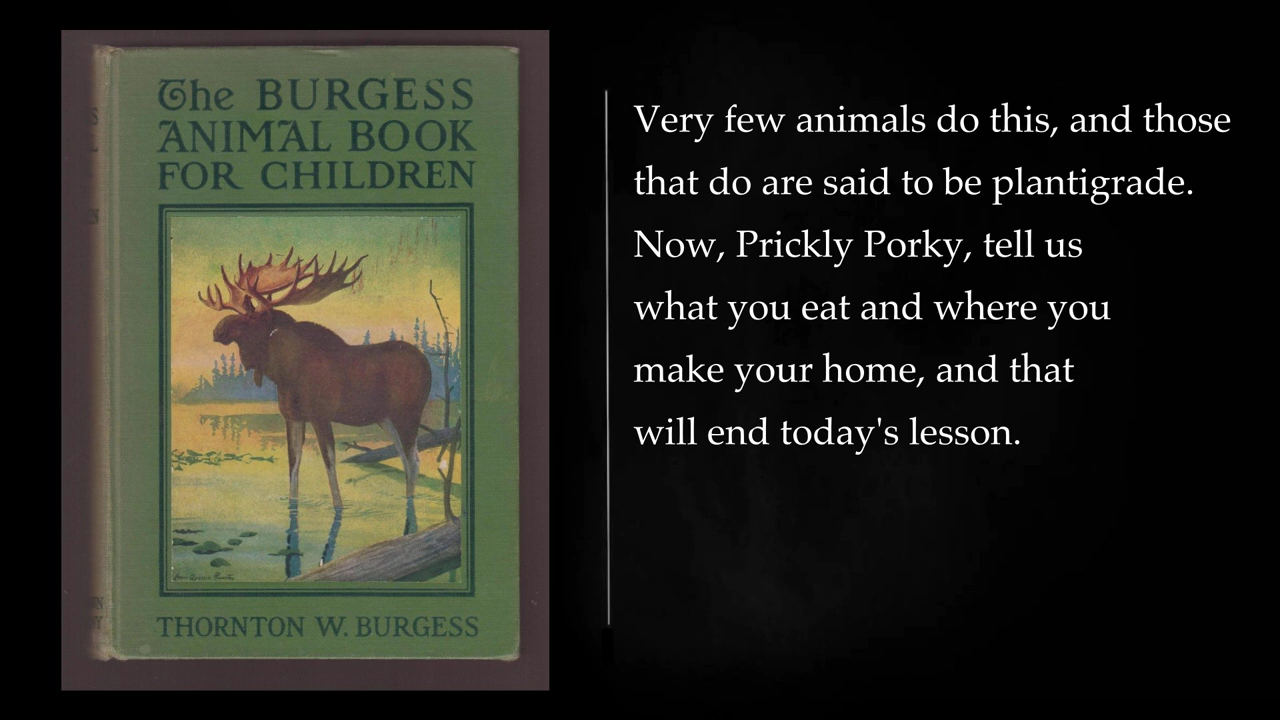 The BURGESS
ANIMAL BOOK
FOR CHILDREN
THORNTON W. BURGESS
Very few animals do this, and those
that do are said to be plantigrade.
Now, Prickly Porky, tell us
what you eat and where you
make your home, and that
will end today's lesson.